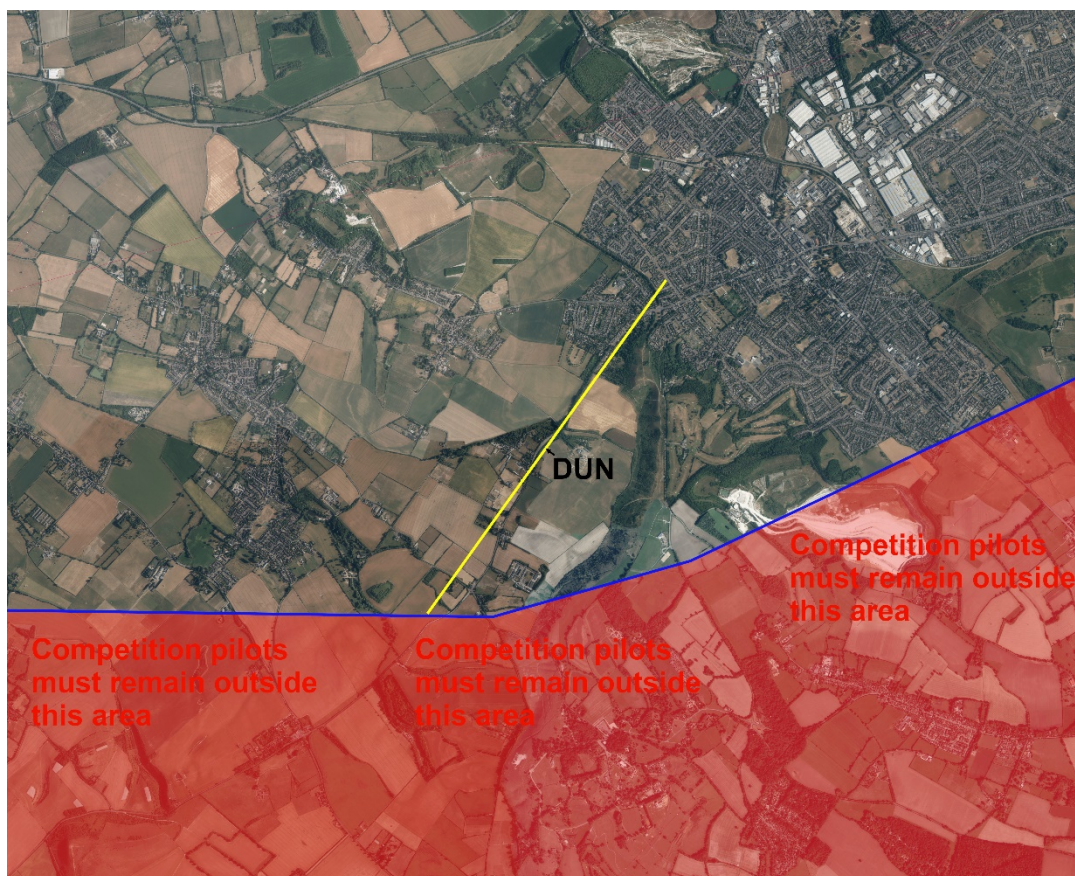 DUN
Competition pilots
must remain outside
this area
Competition pilots
must remain outside
this area
Competition pilots
must remain outside
this area